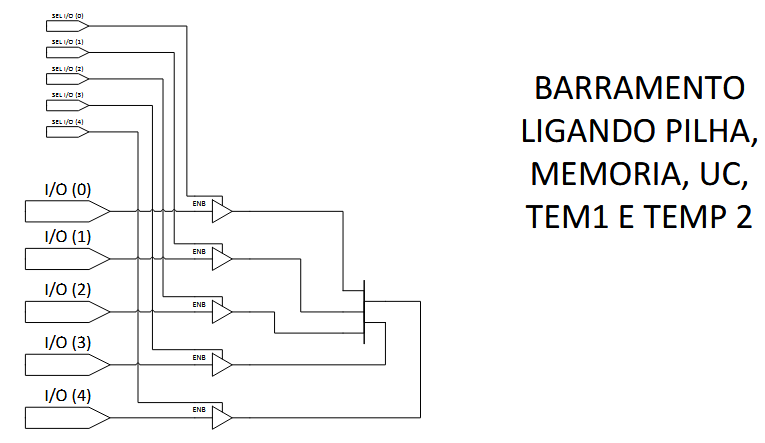 SEL I/O (0)
SEL I/O (1)
SEL I/O (2)
SEL I/O (3)
SEL I/O (4)
BARRAMENTO
LIGANDO PILHA,
MEMORIA, UC,
TEM1 E TEMP 2
I/O (0)
ENB
I/O (1)
ENB
I/O (2)
ENB
I/O (3)
ENB
I/O (4)
ENB